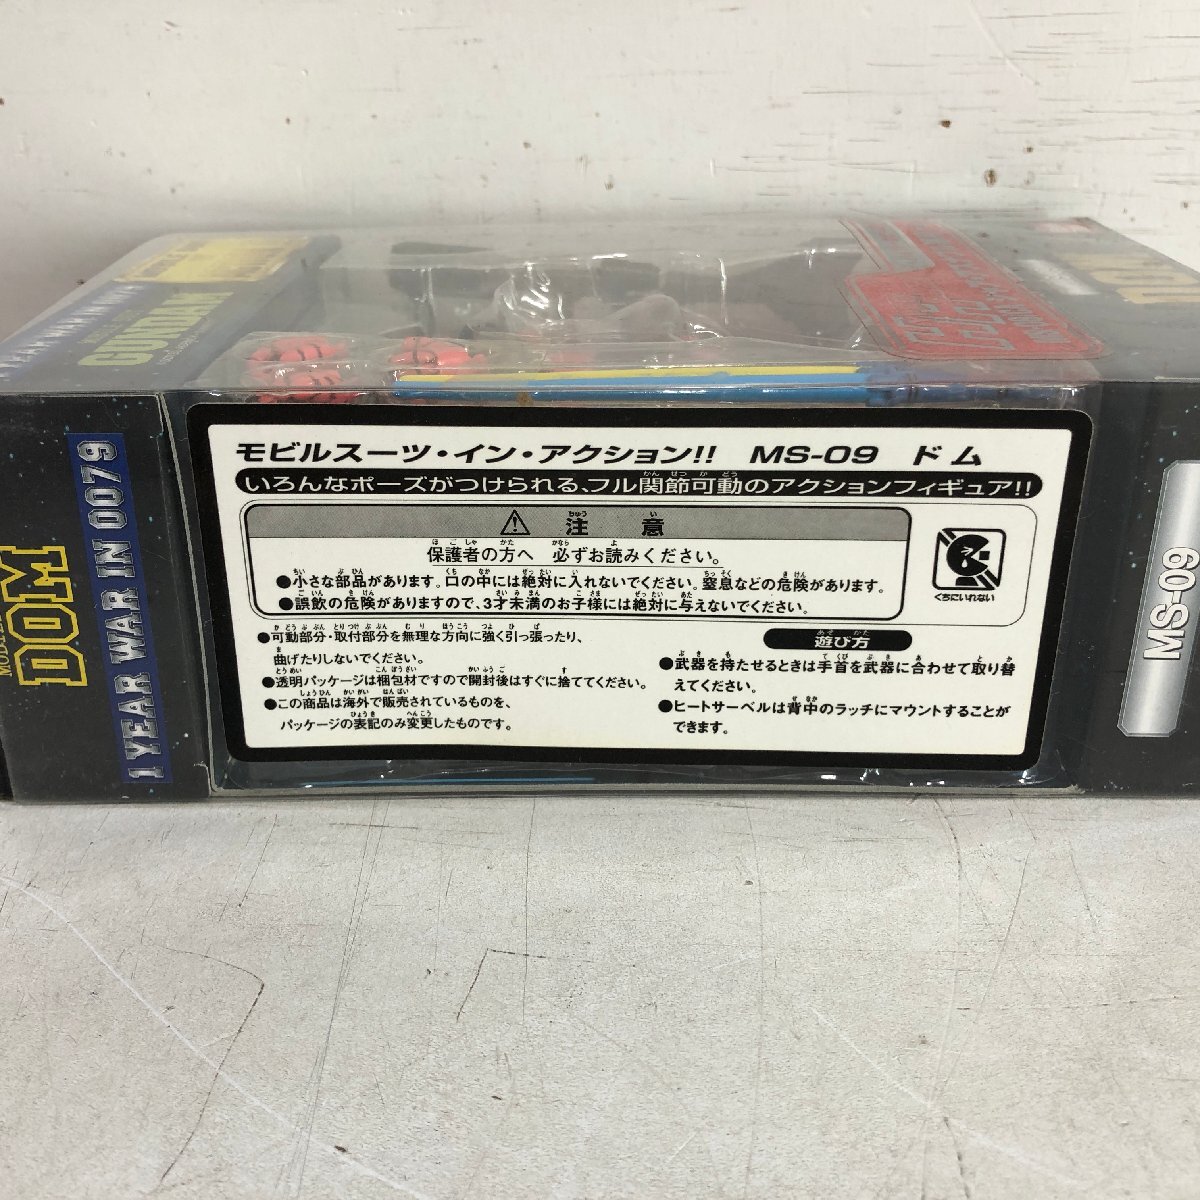 GUNDAM
DOM
1 YEAR WAR IN 0079
MS-09
モビルスーツ・イン・アクション!! MS-09 ドム
いろんなポーズがつけられる、フル関節可動のアクションフィギュア!!
注意
保護者の方へ 必ずお読みください。
●小さな部品があります。口の中には絶対に入れないでください。窒息などの危険があります。
●誤飲の危険がありますので、3才未満のお子様には絶対に与えないでください。
くちにいれない
●可動部分・取付部分を無理な方向に強く引っ張ったり、
曲げたりしないでください。
●透明パッケージは梱包材ですので開封後はすぐに捨ててください。
●この商品は海外で販売されているものを、
パッケージの表記のみ変更したものです。
遊び方
●武器を持たせるときは手首を武器に合わせて取り替
えてください。
●ヒートサーベルは背中のラッチにマウントすることが
できます。